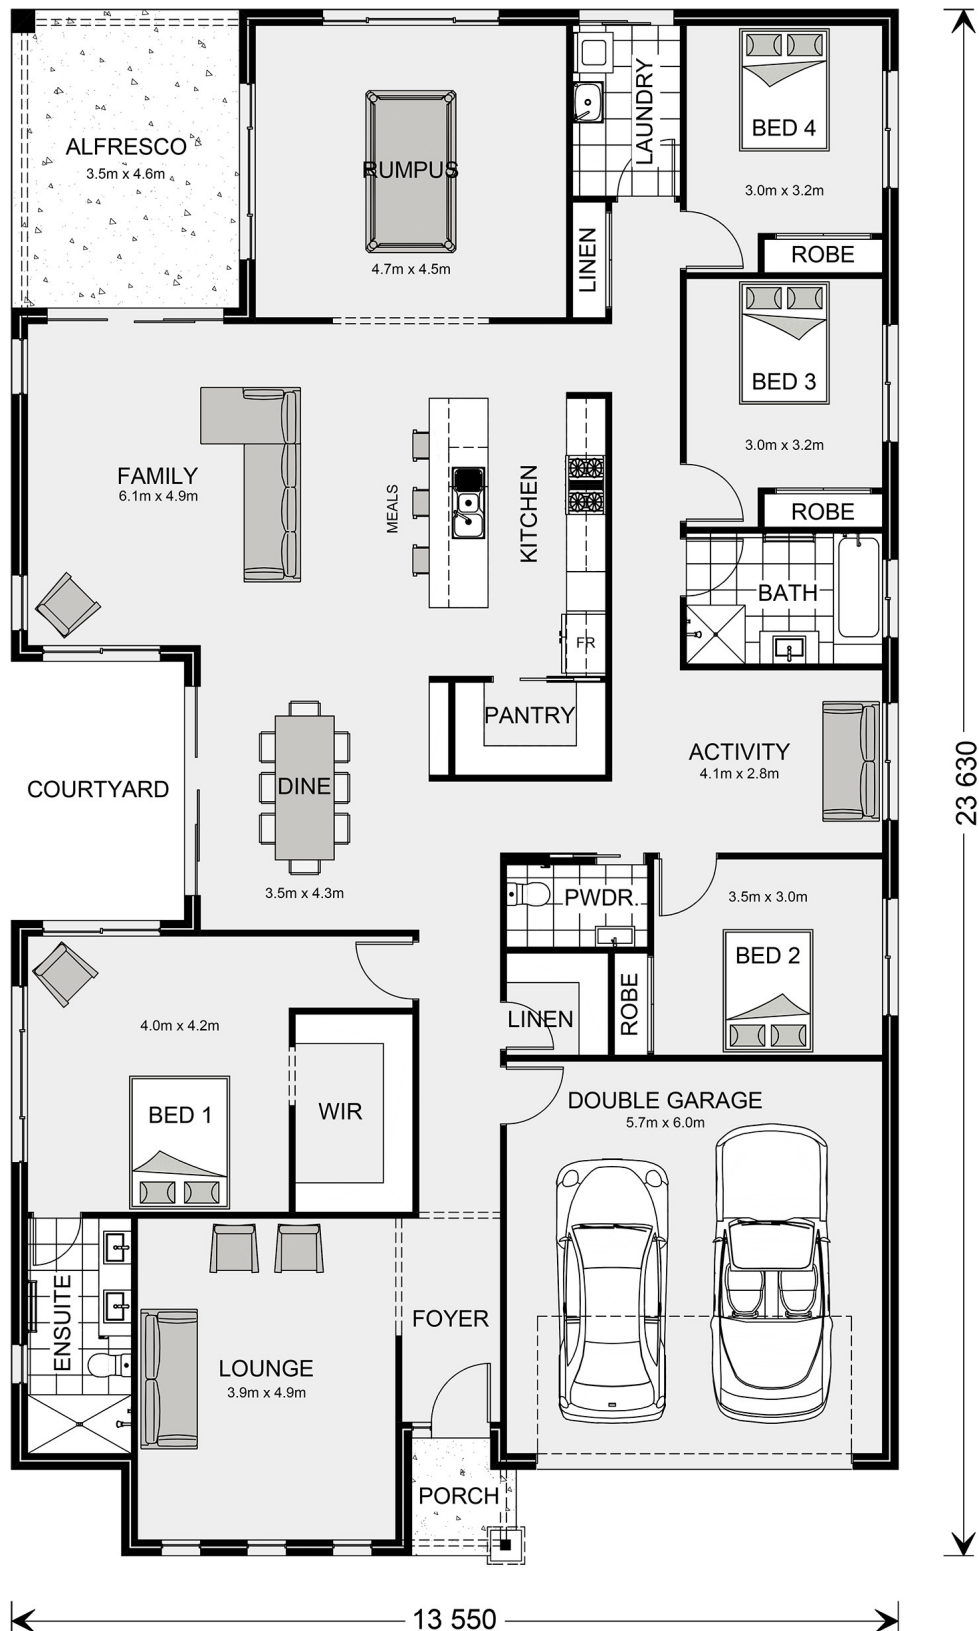 ALFRESCO
3.5m x 4.6m
RUMPUS
4.7m x 4.5m
LAUNDRY
BED 4
3.0m x 3.2m
LINEN
ROBE
BED 3
3.0m x 3.2m
ROBE
FAMILY
6.1m x 4.9m
MEALS
KITCHEN
FR
BATH
PANTRY
ACTIVITY
4.1m x 2.8m
COURTYARD
DINE
3.5m x 4.3m
PWDR.
3.5m x 3.0m
BED 2
LINEN
ROBE
4.0m x 4.2m
BED 1
WIR
DOUBLE GARAGE
5.7m x 6.0m
ENSUITE
LOUNGE
3.9m x 4.9m
FOYER
PORCH
23 630
13 550